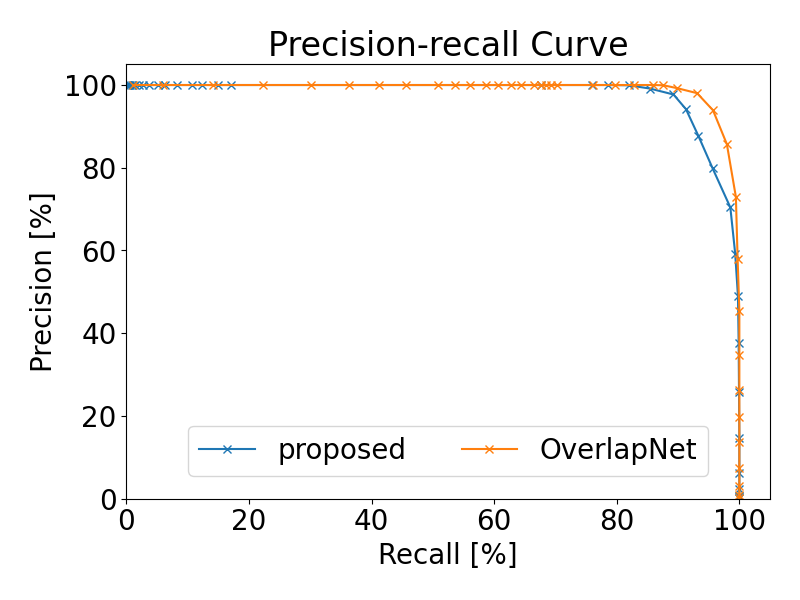 Precision-recall Curve
Precision [%]
100
80
60
40
20
0
proposed
OverlapNet
0 20 40 60 80 100
Recall [%]